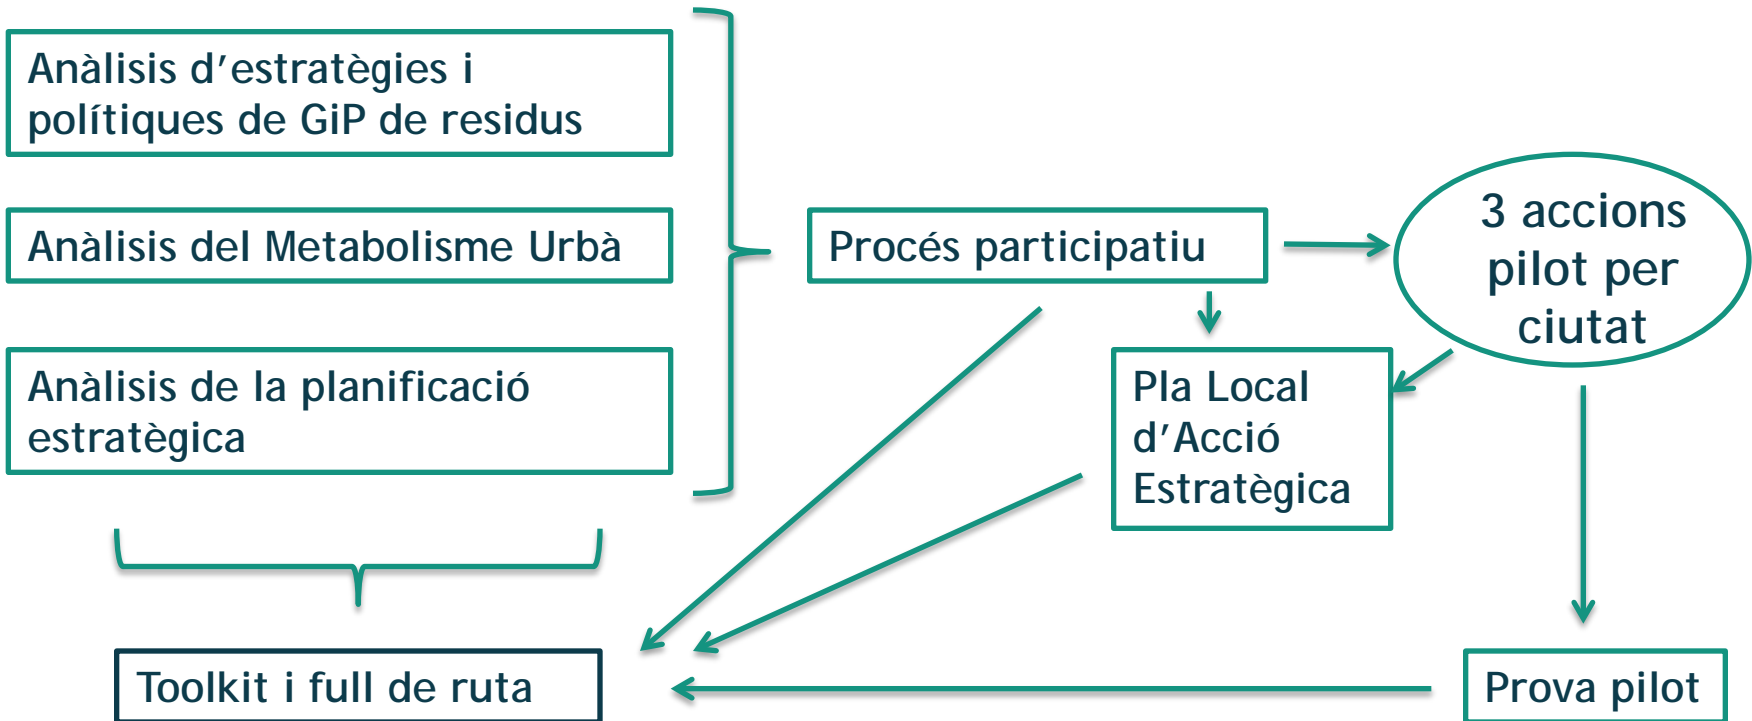 Anàlisis d’estratègies i
polítiques de GiP de residus
Anàlisis del Metabolisme Urbà
Anàlisis de la planificació
estratègica
Procés participatiu
3 accions
pilot per
ciutat
Pla Local
d’Acció
Estratègica
Toolkit i full de ruta
Prova pilot